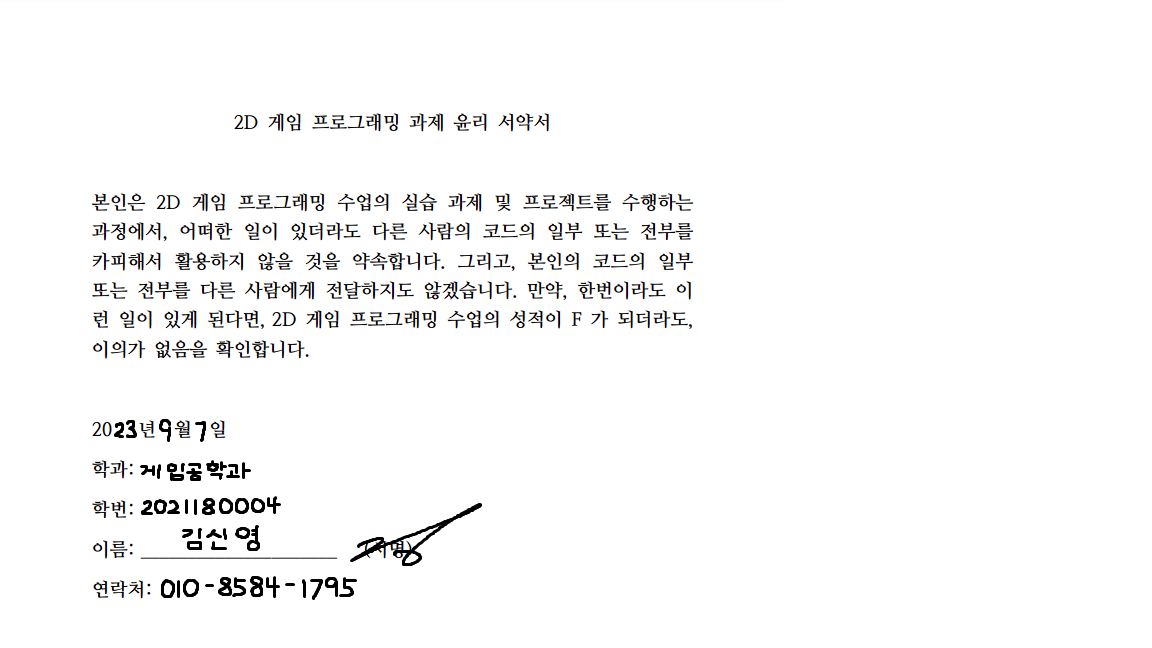 2D 게임 프로그래밍 과제 윤리 서약서
본인은 2D 게임 프로그래밍 수업의 실습 과제 및 프로젝트를 수행하는
과정에서, 어떠한 일이 있더라도 다른 사람의 코드의 일부 또는 전부를
카피해서 활용하지 않을 것을 약속합니다. 그리고, 본인의 코드의 일부
또는 전부를 다른 사람에게 전달하지도 않겠습니다. 만약, 한번이라도 이
런 일이 있게 된다면, 2D 게임 프로그래밍 수업의 성적이 F 가 되더라도,
이의가 없음을 확인합니다.
2023년 9월 7일
학과: 게임공학과
학번: 2021180004
이름: 김신영 (서명)
연락처: 010-8584-1795